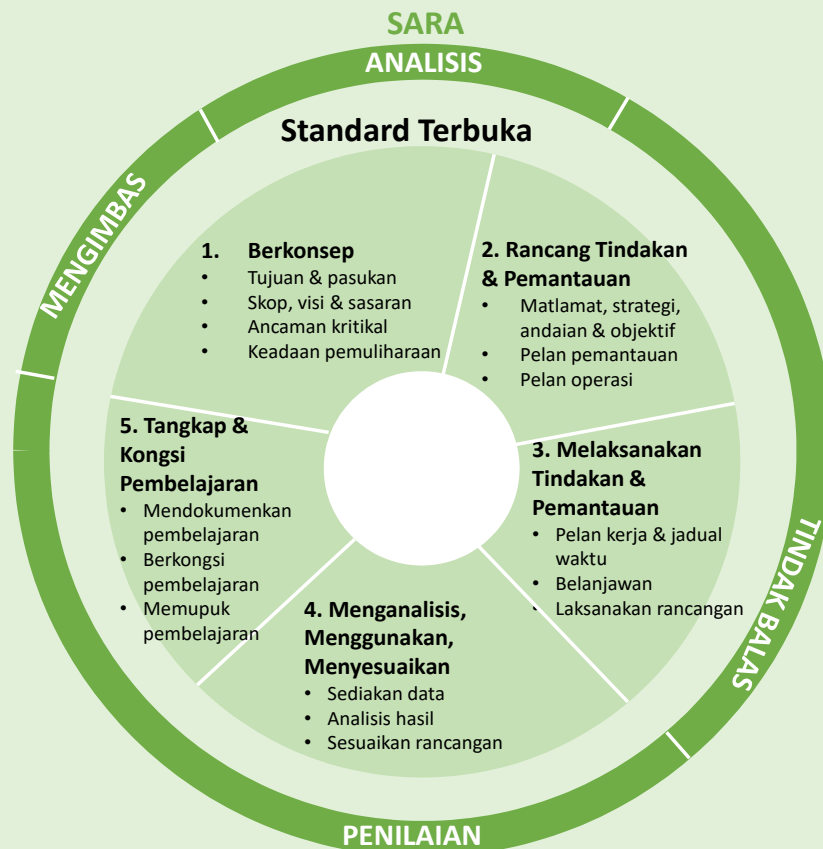 SARA
ANALISIS
MENGIMBAS
Standard Terbuka
1. Berkonsep
• Tujuan & pasukan
• Skop, visi & sasaran
• Ancaman kritikal
• Keadaan pemuliharaan
2. Rancang Tindakan
& Pemantauan
• Matlamat, strategi,
andaian & objektif
• Pelan pemantauan
• Pelan operasi
3. Melaksanakan
Tindakan &
Pemantauan
• Pelan kerja & jadual
waktu
• Belanjawan
• Laksanakan rancangan
TINDAK BALAS
4. Menganalisis,
Menggunakan,
Menyesuaikan
• Sediakan data
• Analisis hasil
• Sesuaikan rancangan
5. Tangkap &
Kongsi
Pembelajaran
• Mendokumenkan
pembelajaran
• Berkongsi
pembelajaran
• Memupuk
pembelajaran
PENILAIAN